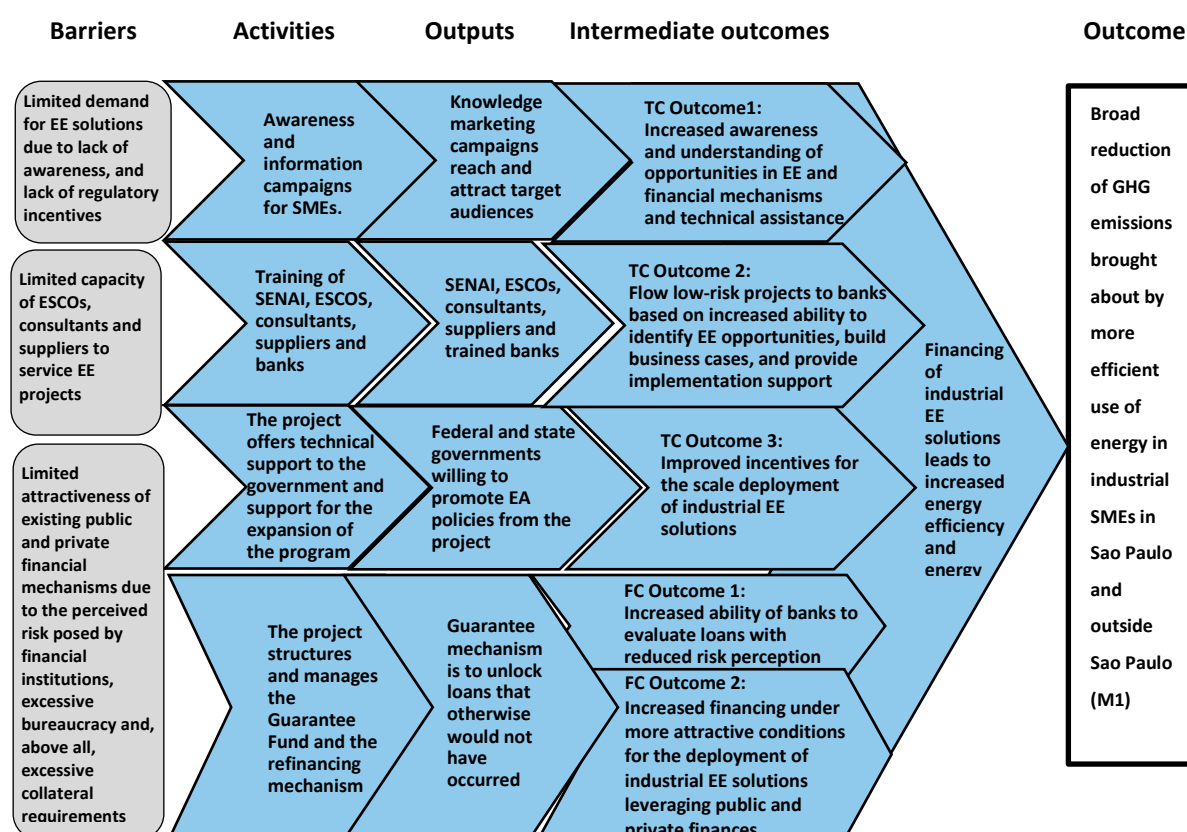 Barriers
Activities
Outputs
Intermediate outcomes
Outcome
Limited demand
for EE solutions
due to lack of
awareness, and
lack of regulatory
incentives
Awareness
and
information
campaigns
for SMEs.
Knowledge
marketing
campaigns
reach and
attract target
audiences
TC Outcome1:
Increased awareness
and understanding of
opportunities in EE and
financial mechanisms
and technical assistance
Limited capacity
of ESCOs,
consultants and
suppliers to
service EE
projects
Training of
SENAI, ESCOS,
consultants,
suppliers and
banks
SENAI, ESCOs,
consultants,
suppliers and
trained banks
TC Outcome 2:
Flow low-risk projects to banks
based on increased ability to
identify EE opportunities, build
business cases, and provide
implementation support
Limited
attractiveness of
existing public
and private
financial
mechanisms due
to the perceived
risk posed by
financial
institutions,
excessive
bureaucracy and,
above all,
excessive
collateral
requirements
The project
offers technical
support to the
government and
support for the
expansion of
the program
Federal and state
governments
willing to
promote EA
policies from the
project
TC Outcome 3:
Improved incentives for
the scale deployment
of industrial EE
solutions
The project
structures
and manages
the
Guarantee
Fund and the
refinancing
mechanism
Guarantee
mechanism
is to unlock
loans that
otherwise
would not
have
occurred
FC Outcome 1:
Increased ability of banks to
evaluate loans with
reduced risk perception
FC Outcome 2:
Increased financing under
more attractive conditions
for the deployment of
industrial EE solutions
leveraging public and
private finances
Financing
of
industrial
EE
solutions
leads to
increased
energy
efficiency
and
energy
Broad
reduction
of GHG
emissions
brought
about by
more
efficient
use of
energy in
industrial
SMEs in
Sao Paulo
and
outside
Sao Paulo
(M1)